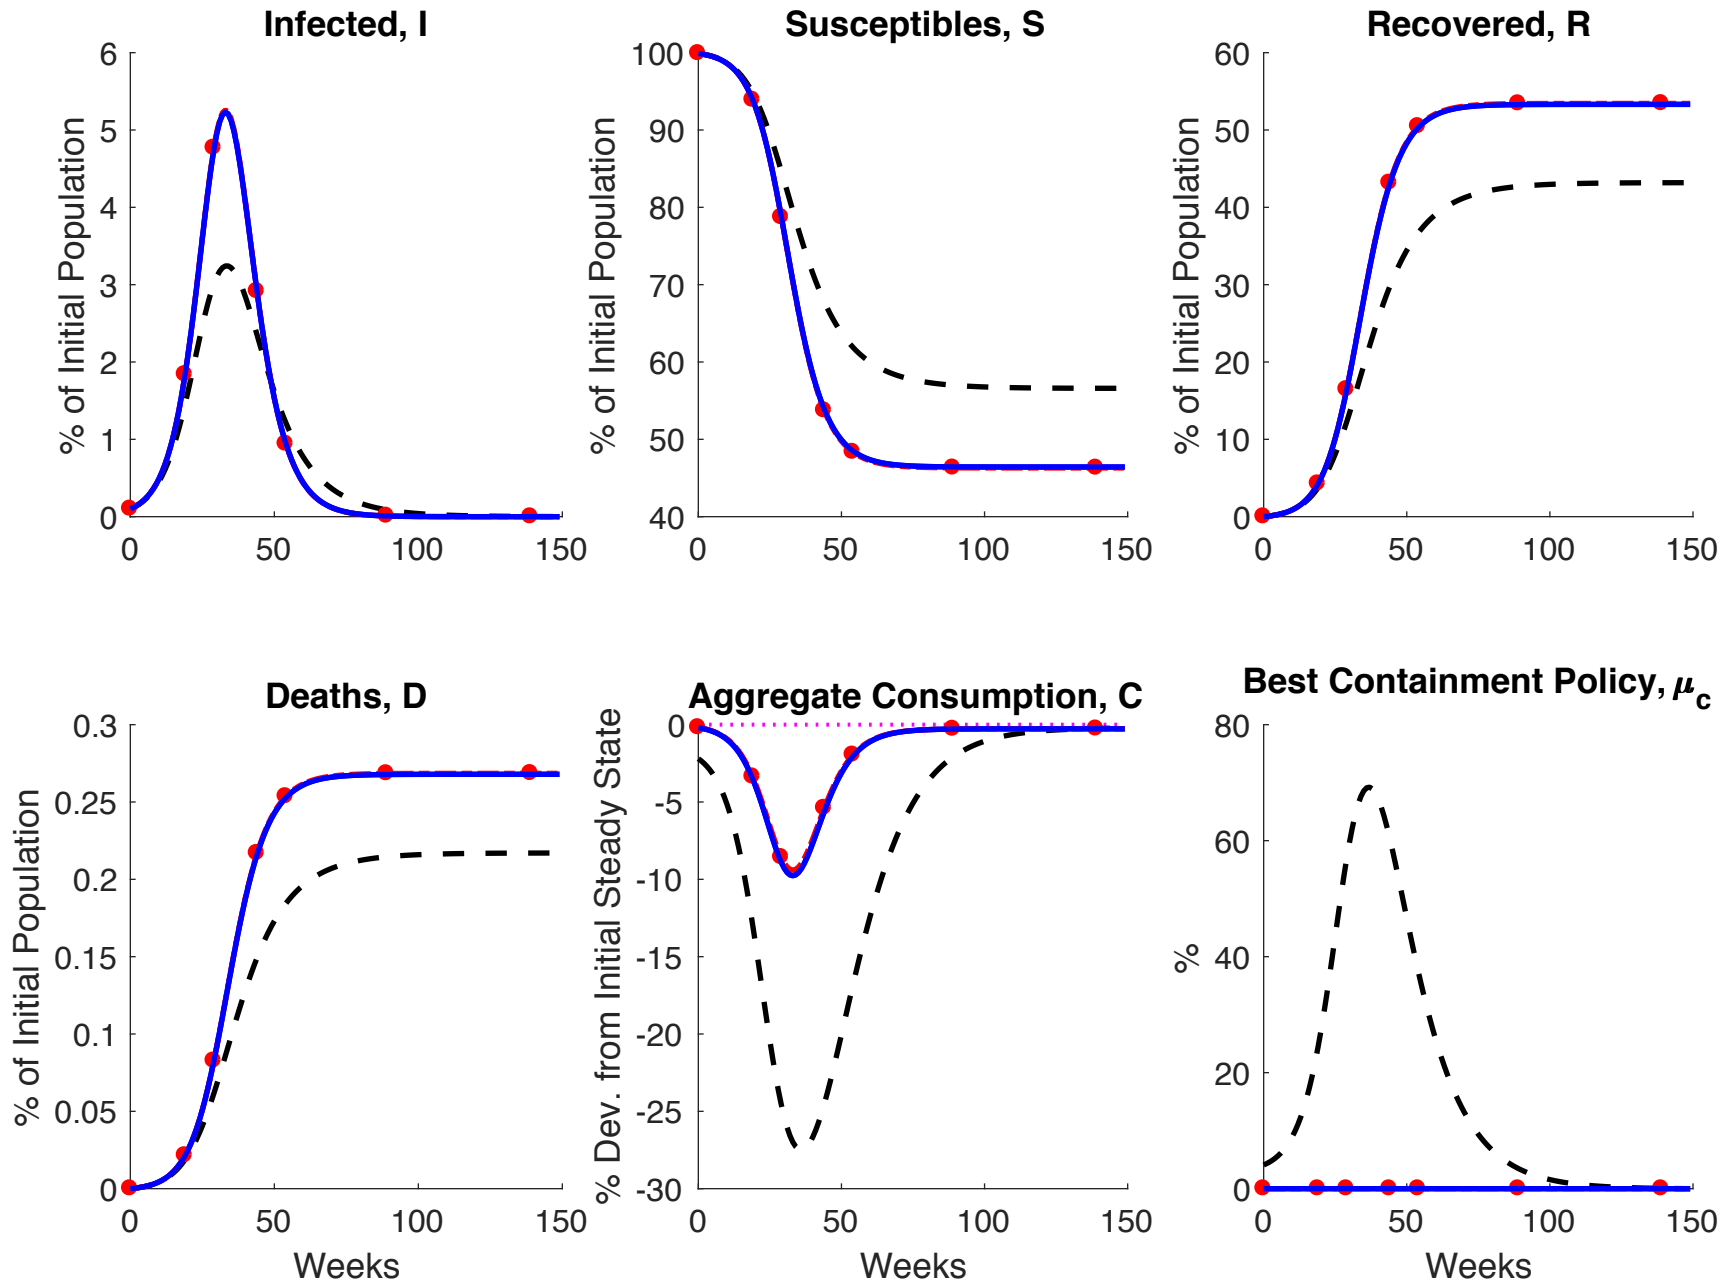 Infected, I
% of Initial Population
6
5
4
3
2
1
0
0 50 100 150
Susceptibles, S
% of Initial Population
100
90
80
70
60
50
40
0 50 100 150
Recovered, R
% of Initial Population
60
50
40
30
20
10
0
0 50 100 150
Deaths, D
% of Initial Population
0.3
0.25
0.2
0.15
0.1
0.05
0
0 50 100 150
Weeks
Aggregate Consumption, C
% Dev. from Initial Steady State
0
-5
-10
-15
-20
-25
-30
0 50 100 150
Weeks
Best Containment Policy, μc
%
80
60
40
20
0
0 50 100 150
Weeks